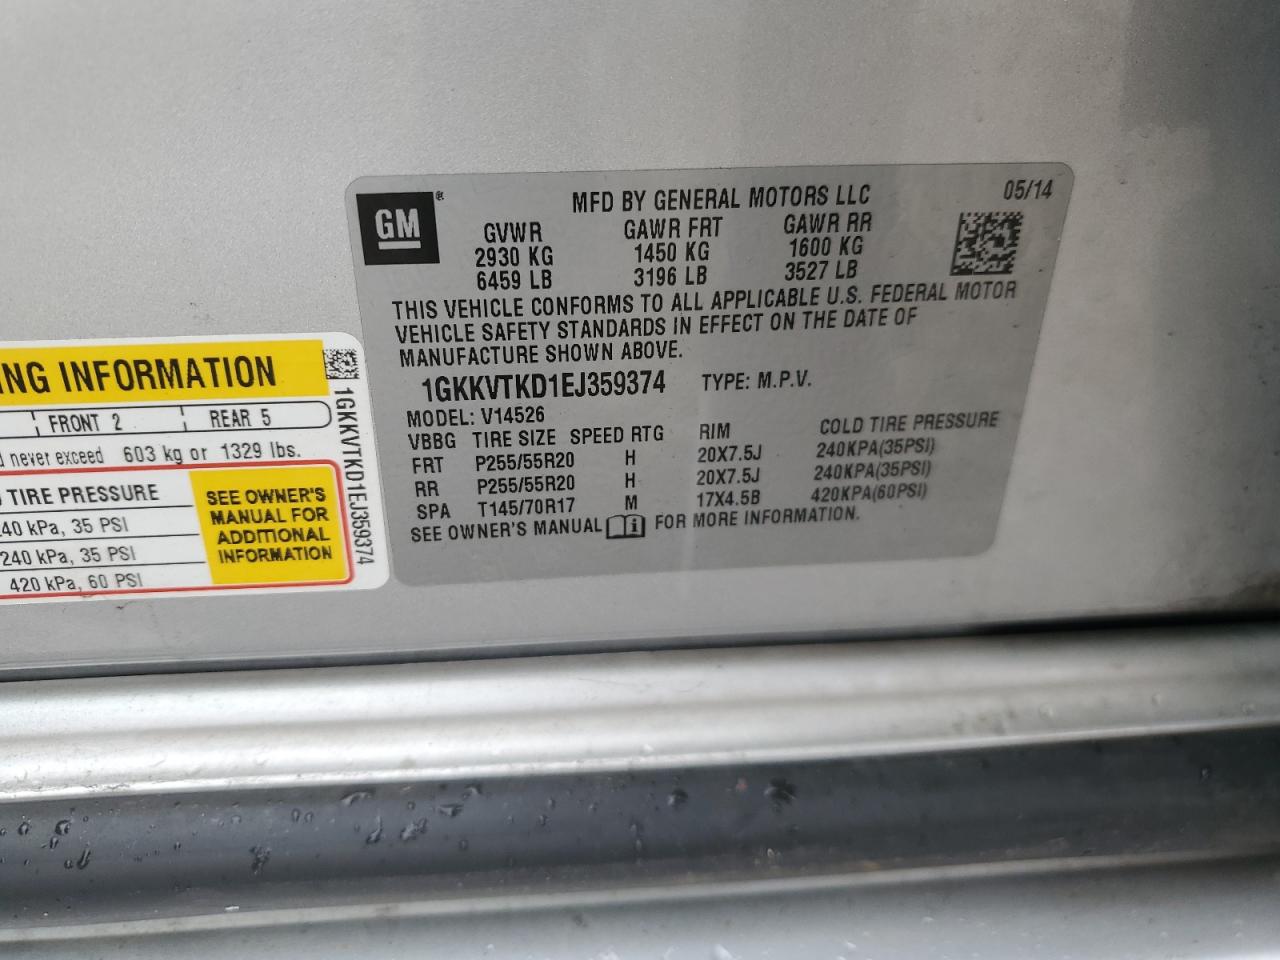 GM ®
MFD BY GENERAL MOTORS LLC 05/14
GVWR GAWR FRT GAWR RR
2930 KG 1450 KG 1600 KG
6459 LB 3196 LB 3527 LB
THIS VEHICLE CONFORMS TO ALL APPLICABLE U.S. FEDERAL MOTOR
VEHICLE SAFETY STANDARDS IN EFFECT ON THE DATE OF
MANUFACTURE SHOWN ABOVE.
1GKKVTKD1EJ359374 TYPE: M.P.V.
MODEL: V14526
VBBG TIRE SIZE SPEED RTG RIM COLD TIRE PRESSURE
FRT P255/55R20 H 20X7.5J 240KPA(35PSI)
RR P255/55R20 H 20X7.5J 240KPA(35PSI)
SPA T145/70R17 M 17X4.5B 420KPA(60PSI)
SEE OWNER'S MANUAL FOR MORE INFORMATION.
ING INFORMATION
FRONT 2 REAR 5
never exceed 603 kg or 1329 lbs.
TIRE PRESSURE
240 kPa, 35 PSI
240 kPa, 35 PSI
420 kPa, 60 PSI
SEE OWNER'S
MANUAL FOR
ADDITIONAL
INFORMATION
1GKKVTKD1EJ359374